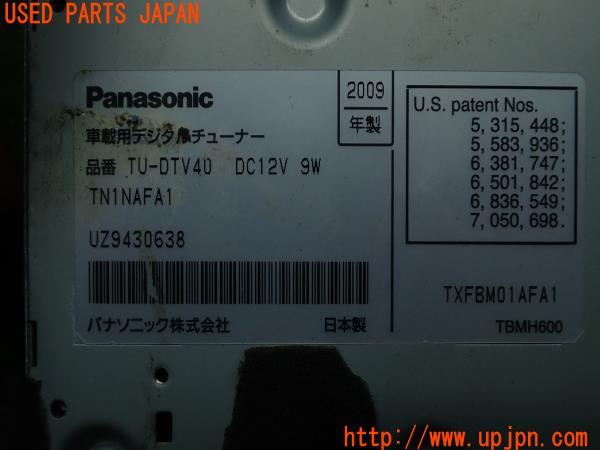 USED PARTS JAPAN
Panasonic
2009
年製
車載用デジタルチューナー
品番 TU-DTV40 DC12V 9W
TN1NAFA1
UZ9430638
パナソニック株式会社 日本製
U.S. patent Nos.
5, 315, 448;
5, 583, 936;
6, 381, 747;
6, 501, 842;
6, 836, 549;
7, 050, 698.
TXFBM01AFA1
TBMH600
UPJ
http://www.upjpn.com